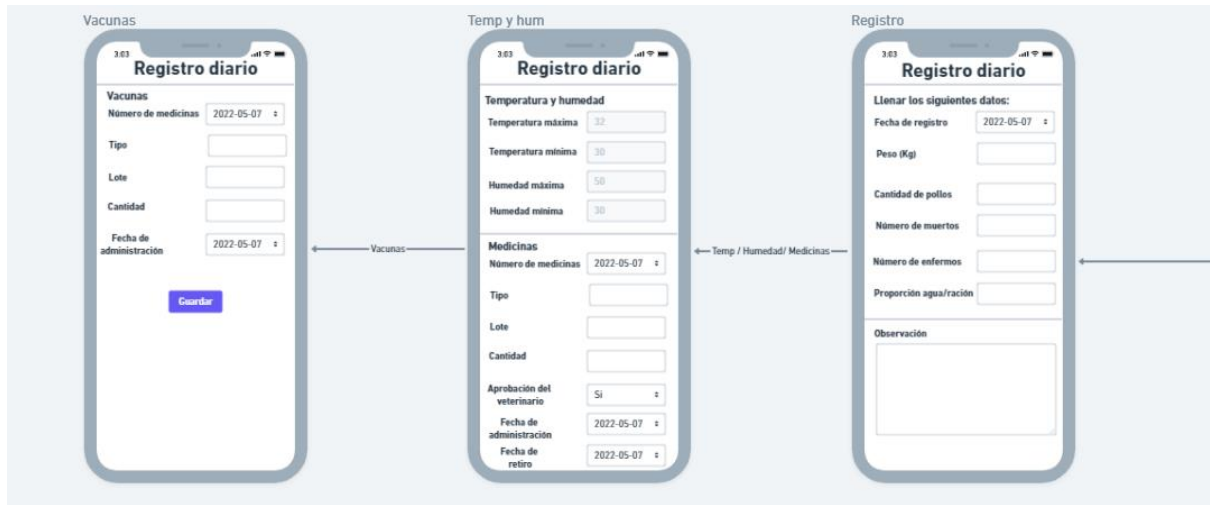 Vacunas
3:03
Registro diario
Vacunas
Número de medicinas 2022-05-07
Tipo
Lote
Cantidad
Fecha de
administración 2022-05-07
Guardar
Vacunas
Temp y hum
3:03
Registro diario
Temperatura y humedad
Temperatura máxima 32
Temperatura mínima 30
Humedad máxima 50
Humedad mínima 30
Medicinas
Número de medicinas 2022-05-07
Tipo
Lote
Cantidad
Aprobación del
veterinario Si
Fecha de
administración 2022-05-07
Fecha de
retiro 2022-05-07
Temp / Humedad/ Medicinas
Registro
3:03
Registro diario
Llenar los siguientes datos:
Fecha de registro 2022-05-07
Peso (Kg)
Cantidad de pollos
Número de muertos
Número de enfermos
Proporción agua/ración
Observación